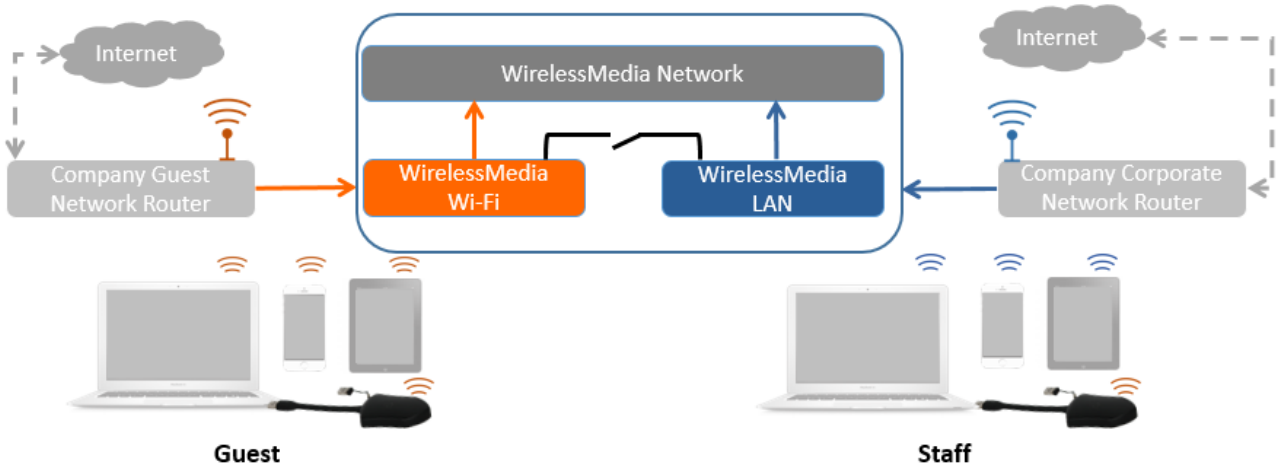 Internet
Internet
WirelessMedia Network
Company Guest
Network Router
WirelessMedia
Wi-Fi
WirelessMedia
LAN
Company Corporate
Network Router
Guest
Staff